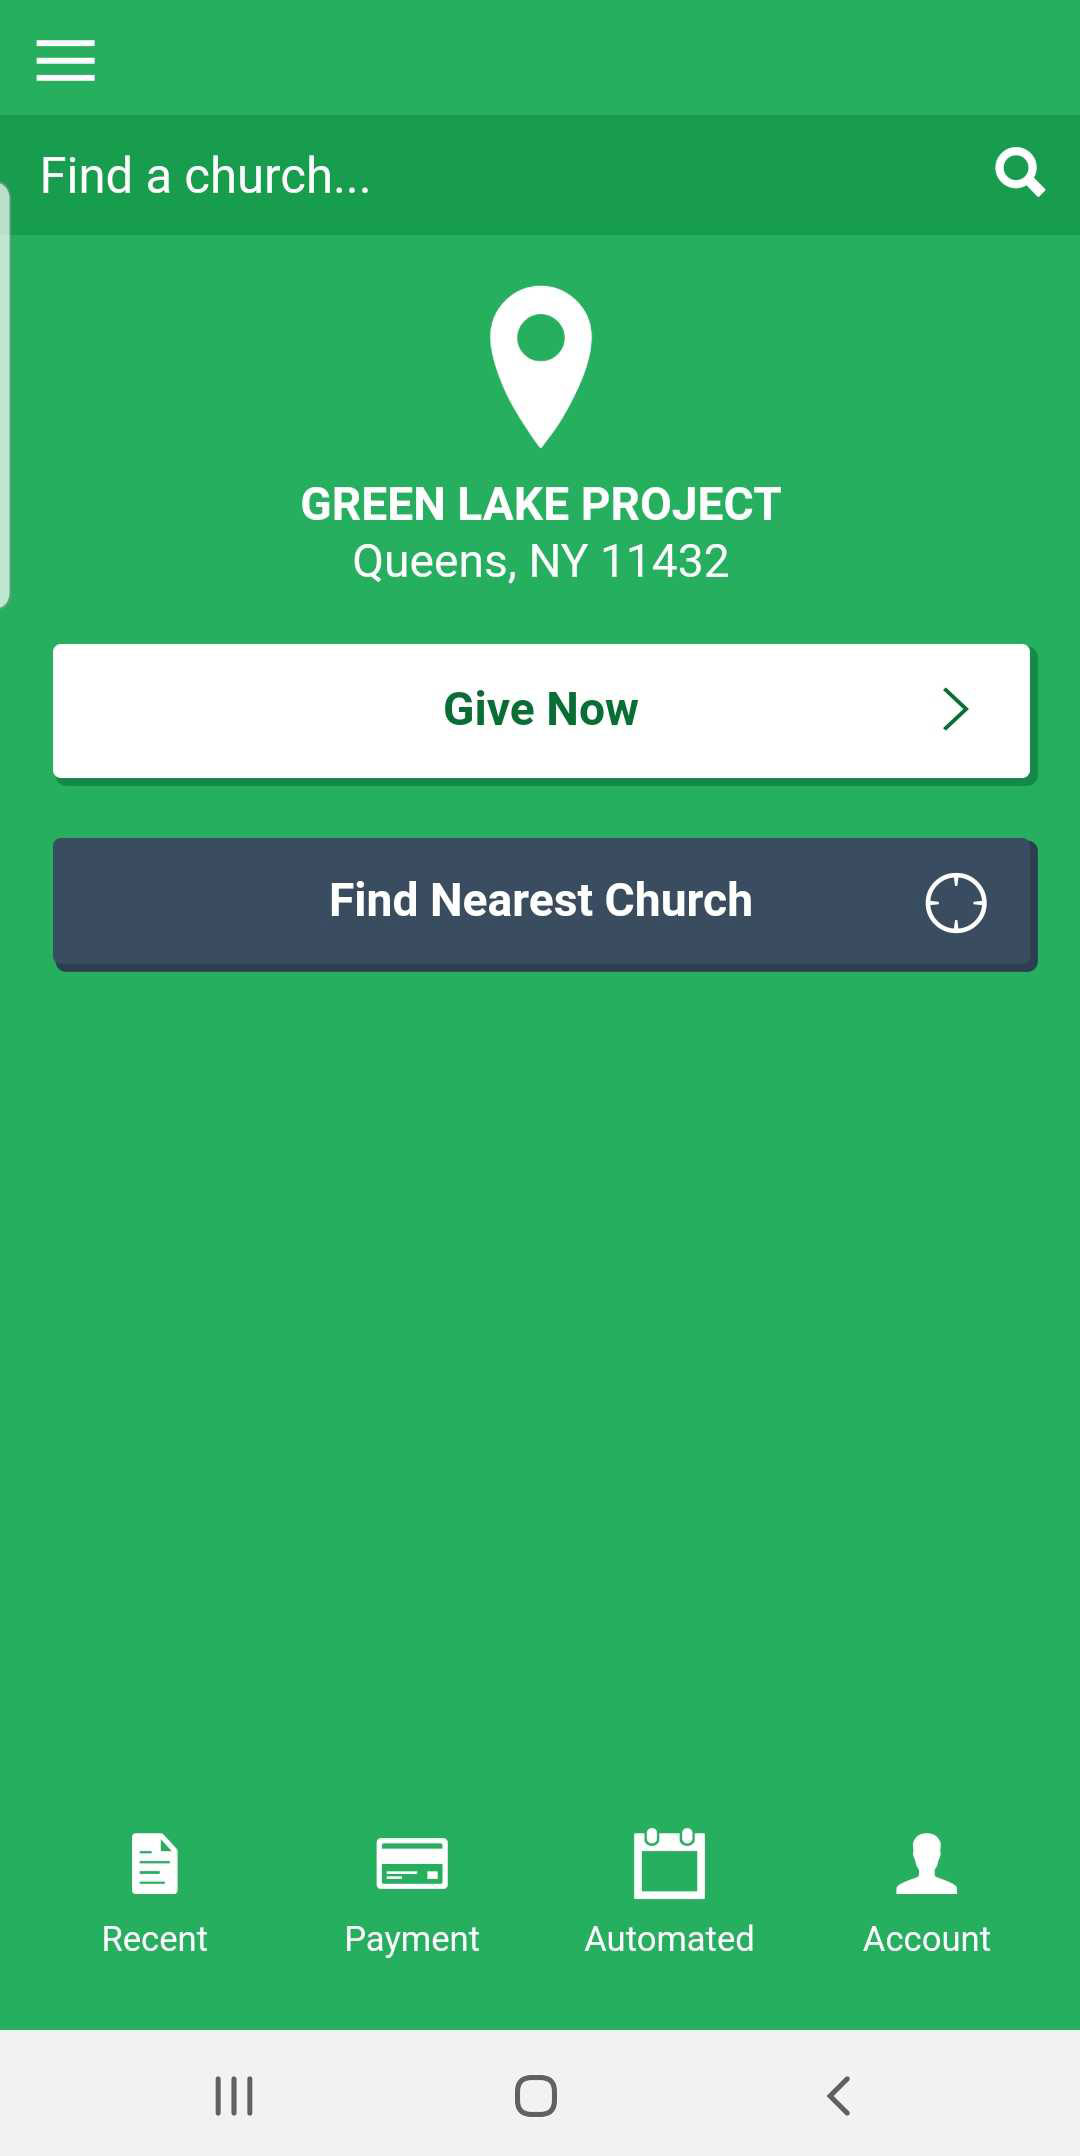 Find a church...
GREEN LAKE PROJECT
Queens, NY 11432
Give Now
Find Nearest Church
Recent
Payment
Automated
Account